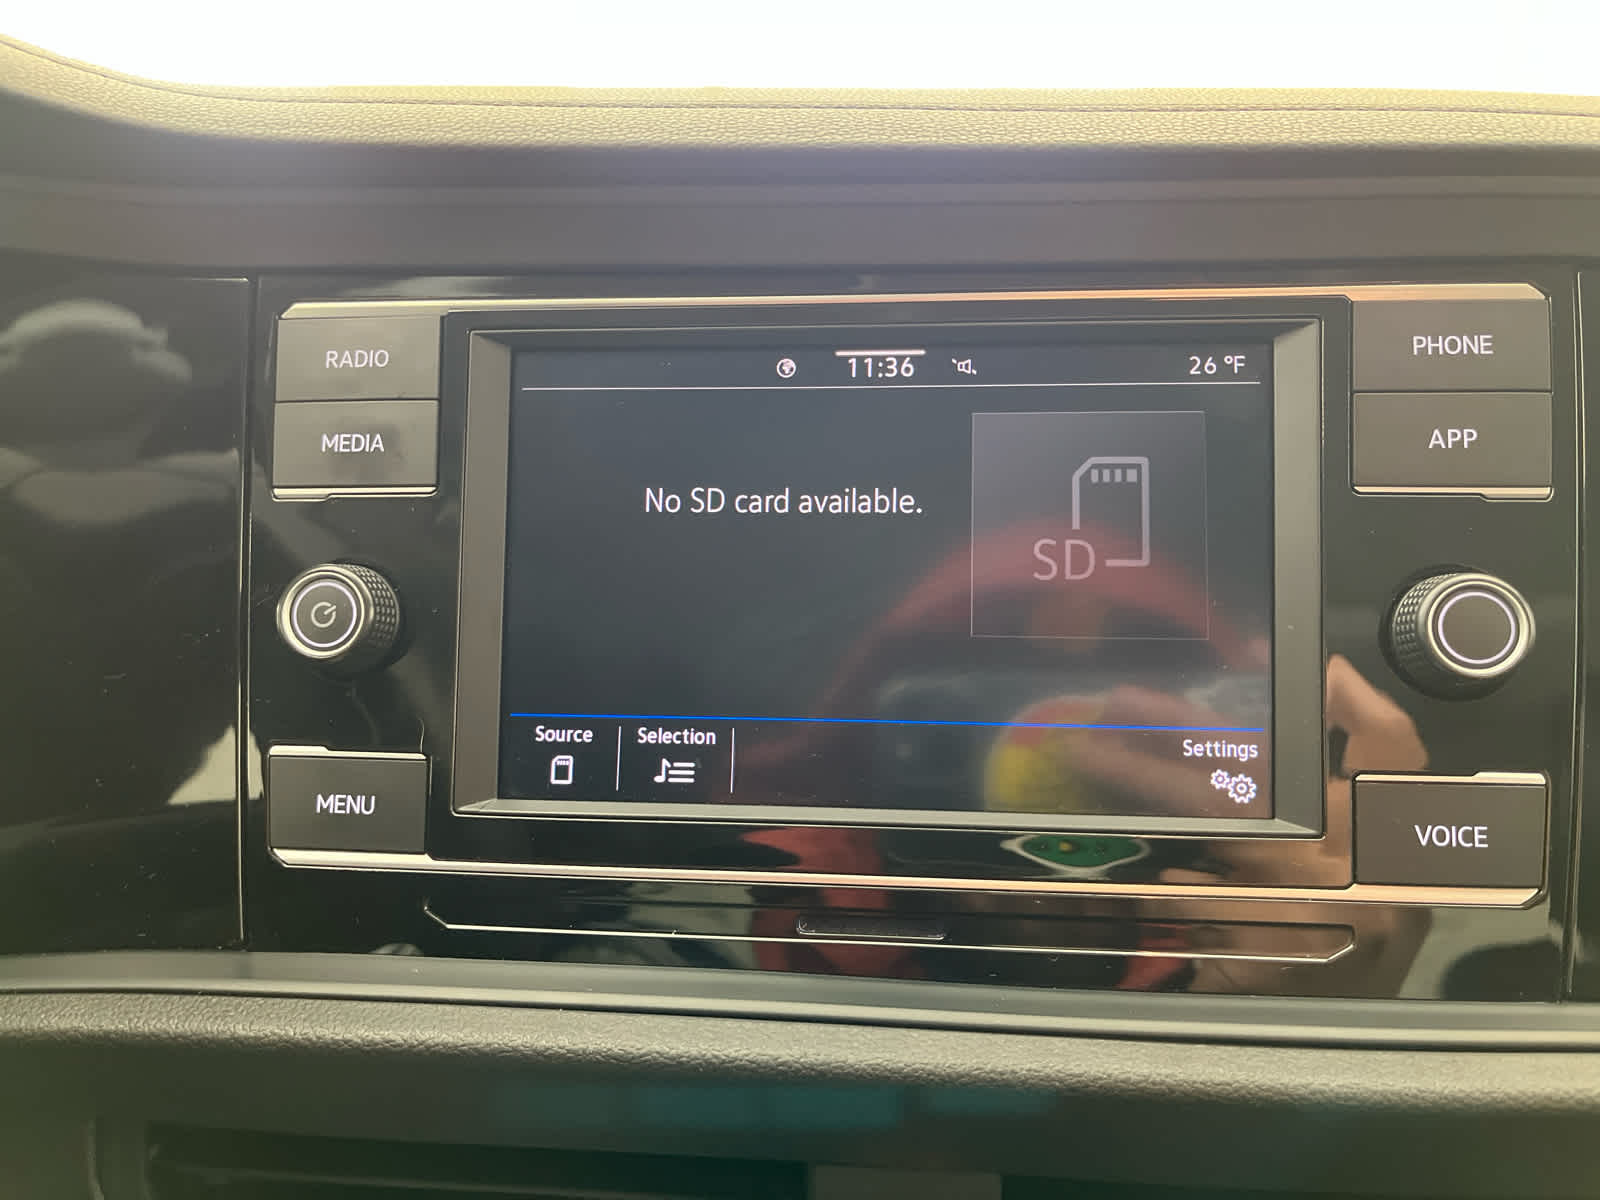 RADIO
MEDIA
MENU
11:36
26 °F
No SD card available.
SD
Source
Selection
Settings
PHONE
APP
VOICE